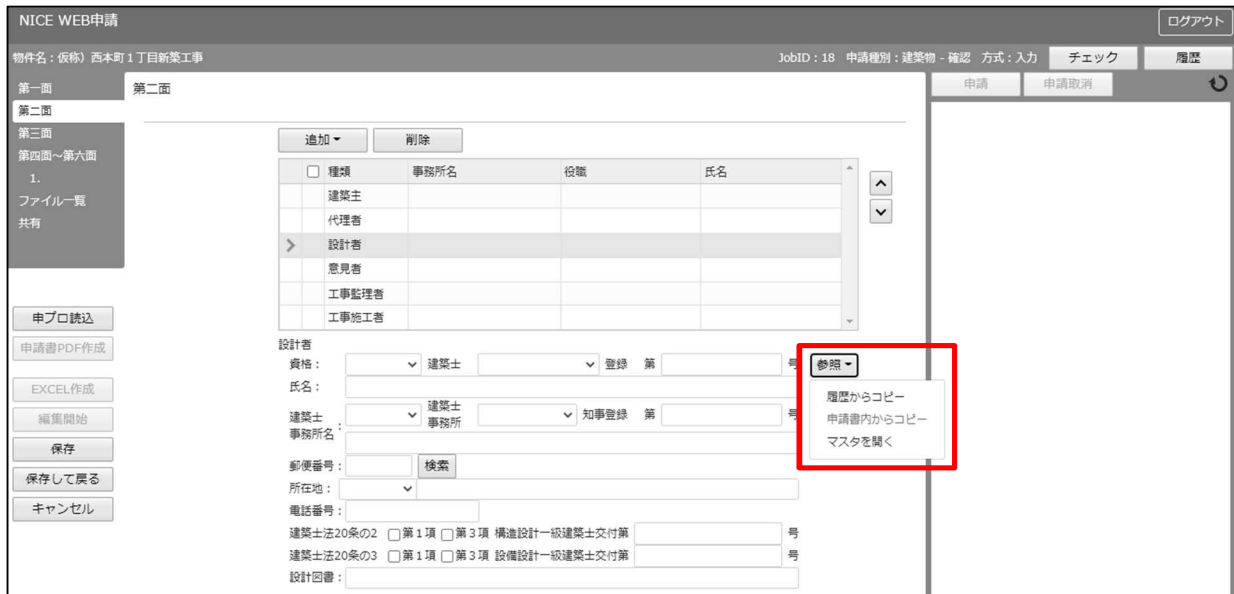 NICE WEB申請 ログアウト
物件名：仮称）西本町１丁目新築工事 JobID：18 申請種別：建築物 - 確認 方式：入力 チェック 履歴
第一面 第二面 申請 申請取消
第二面
第三面
第四面～第六面
1.
ファイル一覧
共有
追加 削除
種類 事務所名 役職 氏名
建築主
代理者
設計者
意見者
工事監理者
工事施工者
申プロ読込
申請書PDF作成
EXCEL作成
編集開始
保存
保存して戻る
キャンセル
設計者
資格： 建築士 登録 第 号 参照
氏名：
建築士事務所名： 建築士事務所 知事登録 第 号
郵便番号： 検索
所在地：
電話番号：
建築士法20条の2 第１項 第３項 構造設計一級建築士交付第 号
建築士法20条の3 第１項 第３項 設備設計一級建築士交付第 号
設計図書：
履歴からコピー
申請書内からコピー
マスタを開く